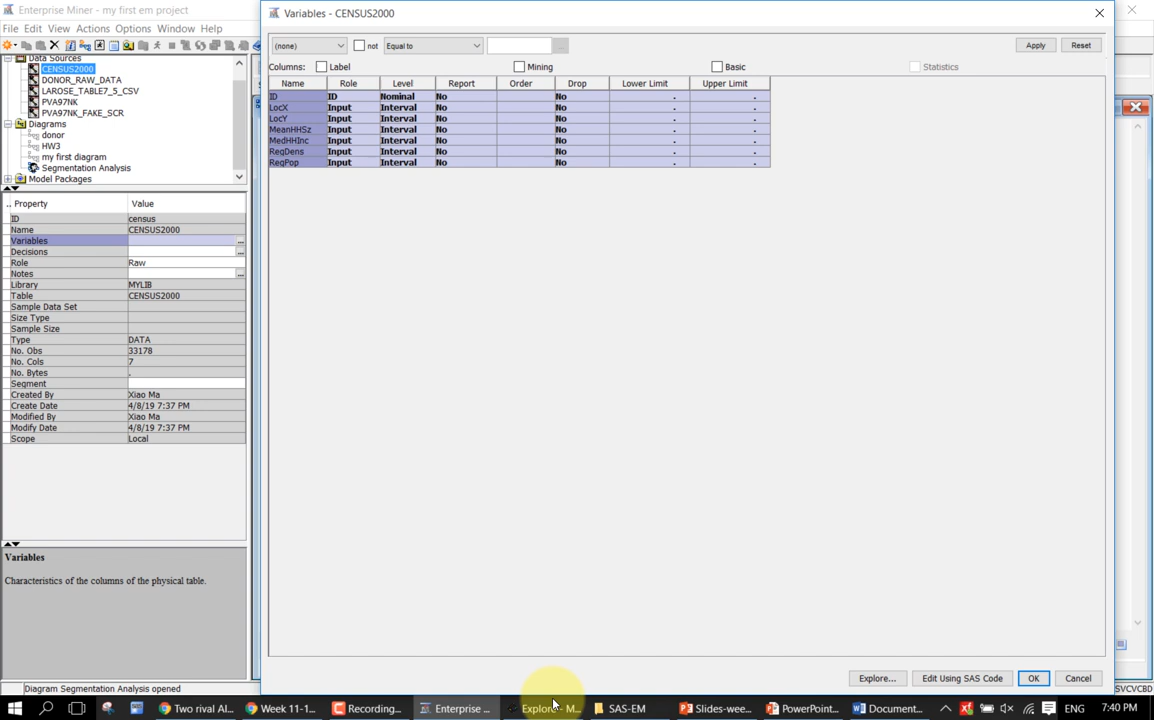 Enterprise Miner - my first em project
File Edit View Actions Options Window Help
Data Sources
CENSUS2000
DONOR_RAW_DATA
LAROSE_TABLE7_5_CSV
PVA97NK
PVA97NK_FAKE_SCR
Diagrams
donor
HW3
my first diagram
Segmentation Analysis
Model Packages
.. Property Value
ID census
Name CENSUS2000
Variables ...
Decisions ...
Role Raw
Notes ...
Library MYLIB
Table CENSUS2000
Sample Data Set
Size Type
Sample Size
Type DATA
No. Obs 33178
No. Cols 7
No. Bytes .
Segment
Created By Xiao Ma
Create Date 4/8/19 7:37 PM
Modified By Xiao Ma
Modify Date 4/8/19 7:37 PM
Scope Local
Variables
Characteristics of the columns of the physical table.
Diagram Segmentation Analysis opened
Variables - CENSUS2000
(none) not Equal to ... Apply Reset
Columns: Label Mining Basic Statistics
Name Role Level Report Order Drop Lower Limit Upper Limit
ID ID Nominal No No . .
LocX Input Interval No No . .
LocY Input Interval No No . .
MeanHHSz Input Interval No No . .
MedHHInc Input Interval No No . .
RegDens Input Interval No No . .
RegPop Input Interval No No . .
Explore... Edit Using SAS Code OK Cancel
SVCVCBD
Two rival Al... Week 11-1... Recording... Enterprise ... Explore - M... SAS-EM Slides-wee... PowerPoint... Document... ENG 7:40 PM